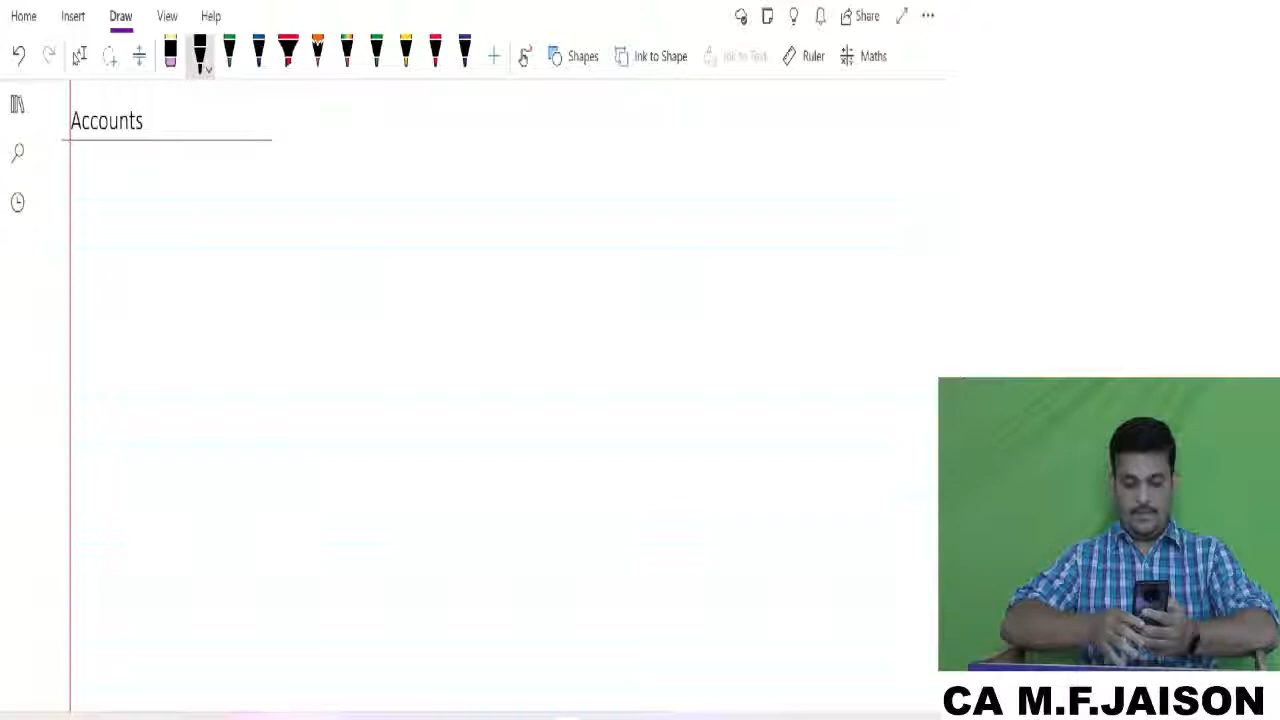 Home Insert Draw View Help Share
Shapes Ink to Shape Ink to Text Ruler Maths
Accounts
CA M.F.JAISON